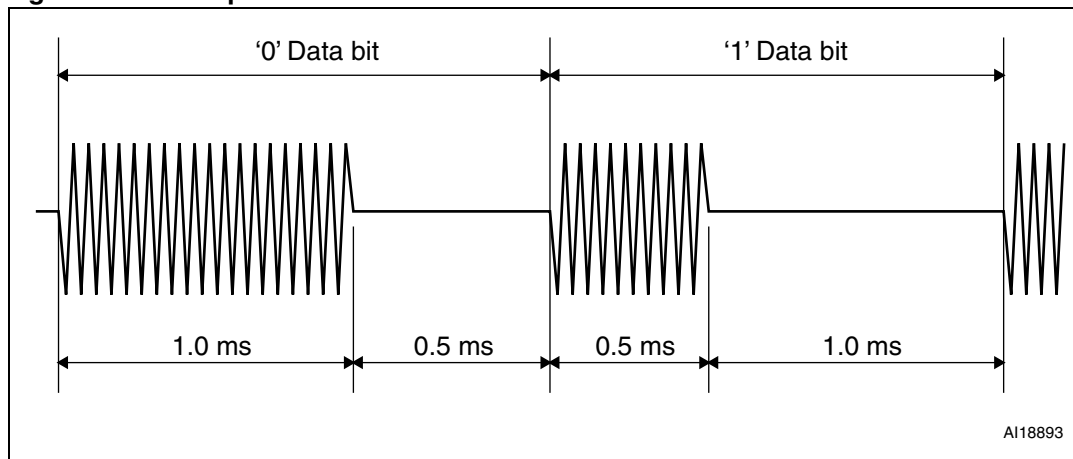 ‘0’ Data bit ‘1’ Data bit
1.0 ms 0.5 ms 0.5 ms 1.0 ms
AI18893